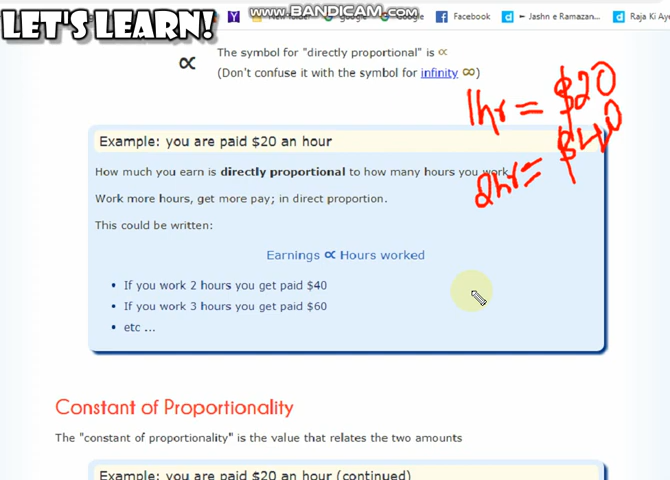 WWW.BANDICAM.COM
LET'S LEARN!
New folder
google
Google
Facebook
Jashn e Ramazan...
Raja Ki Ay
∝
The symbol for "directly proportional" is ∝
(Don't confuse it with the symbol for infinity ∞)
1hr = $20
2hr = $40
Example: you are paid $20 an hour
How much you earn is directly proportional to how many hours you work
Work more hours, get more pay; in direct proportion.
This could be written:
Earnings ∝ Hours worked
• If you work 2 hours you get paid $40
• If you work 3 hours you get paid $60
• etc ...
Constant of Proportionality
The "constant of proportionality" is the value that relates the two amounts
Example: you are paid $20 an hour (continued)